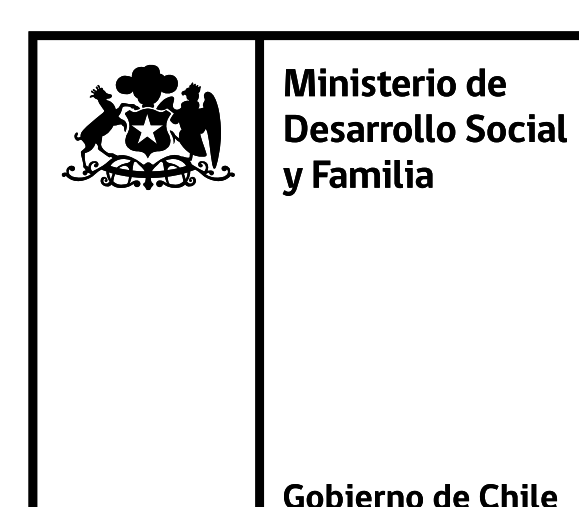 Ministerio de
Desarrollo Social
y Familia
Gobierno de Chile